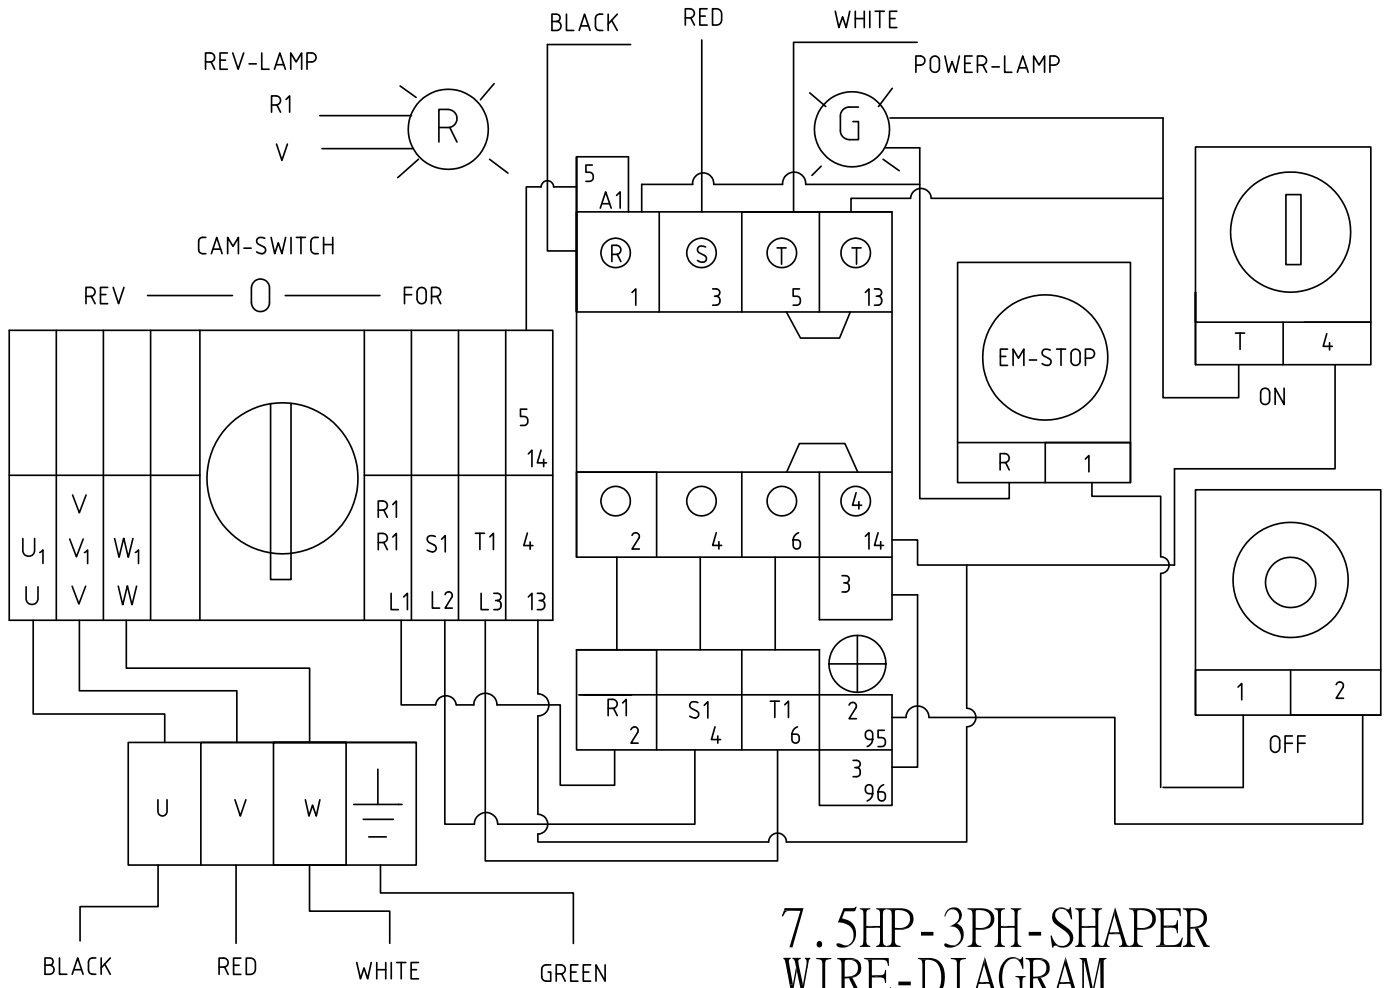 BLACK
RED
WHITE
REV-LAMP
POWER-LAMP
R1
V
R
G
5
A1
CAM-SWITCH
REV
FOR
R
S
T
T
1
3
5
13
T
4
ON
EM-STOP
R
1
5
14
V
R1
U1
V1
W1
R1
S1
T1
4
U
V
W
L1
L2
L3
13
4
2
4
6
14
3
R1
S1
T1
2
2
4
6
95
3
96
1
2
OFF
U
V
W
BLACK
RED
WHITE
GREEN
7.5HP-3PH-SHAPER
WIRE-DIAGRAM